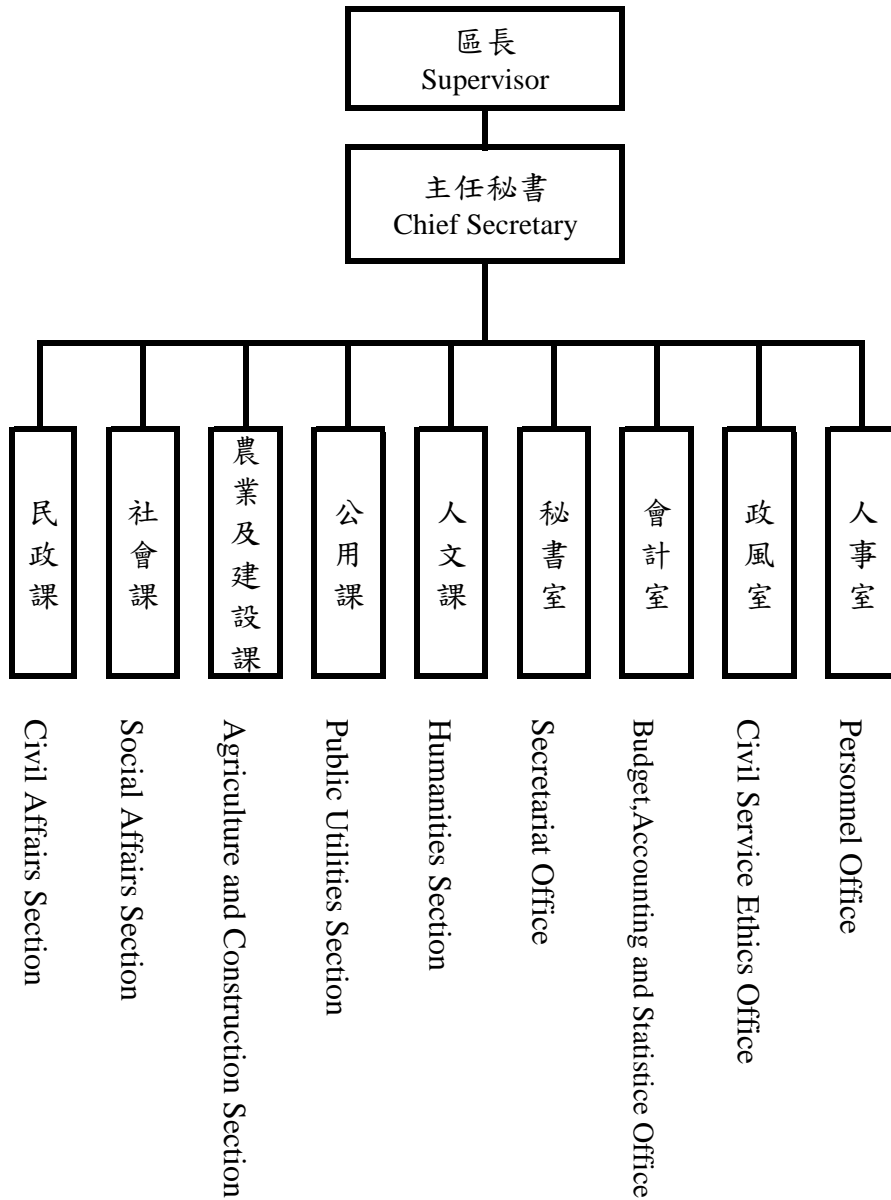 區長
Supervisor
主任秘書
Chief Secretary
民政課
社會課
農業及建設課
公用課
人文課
秘書室
會計室
政風室
人事室
Civil Affairs Section
Social Affairs Section
Agriculture and Construction Section
Public Utilities Section
Humanities Section
Secretariat Office
Budget,Accounting and Statistice Office
Civil Service Ethics Office
Personnel Office